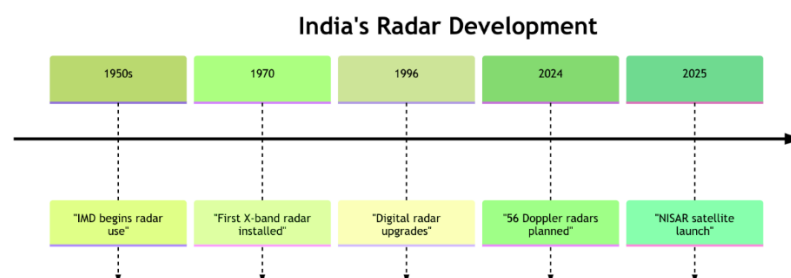 India's Radar Development
1950s
1970
1996
2024
2025
"IMD begins radar
use"
"First X-band radar
installed"
"Digital radar
upgrades"
"56 Doppler radars
planned"
"NISAR satellite
launch"